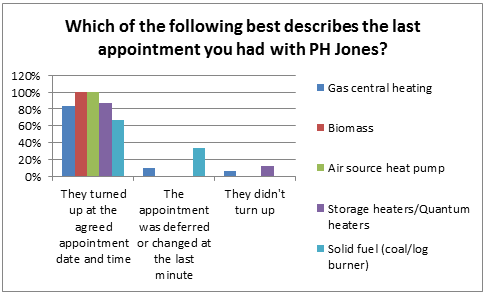 Which of the following best describes the last
appointment you had with PH Jones?
120%
100%
80%
60%
40%
20%
0%
They turned
up at the
agreed
appointment
date and time
The
appointment
was deferred
or changed at
the last
minute
They didn't
turn up
Gas central heating
Biomass
Air source heat pump
Storage heaters/Quantum
heaters
Solid fuel (coal/log
burner)